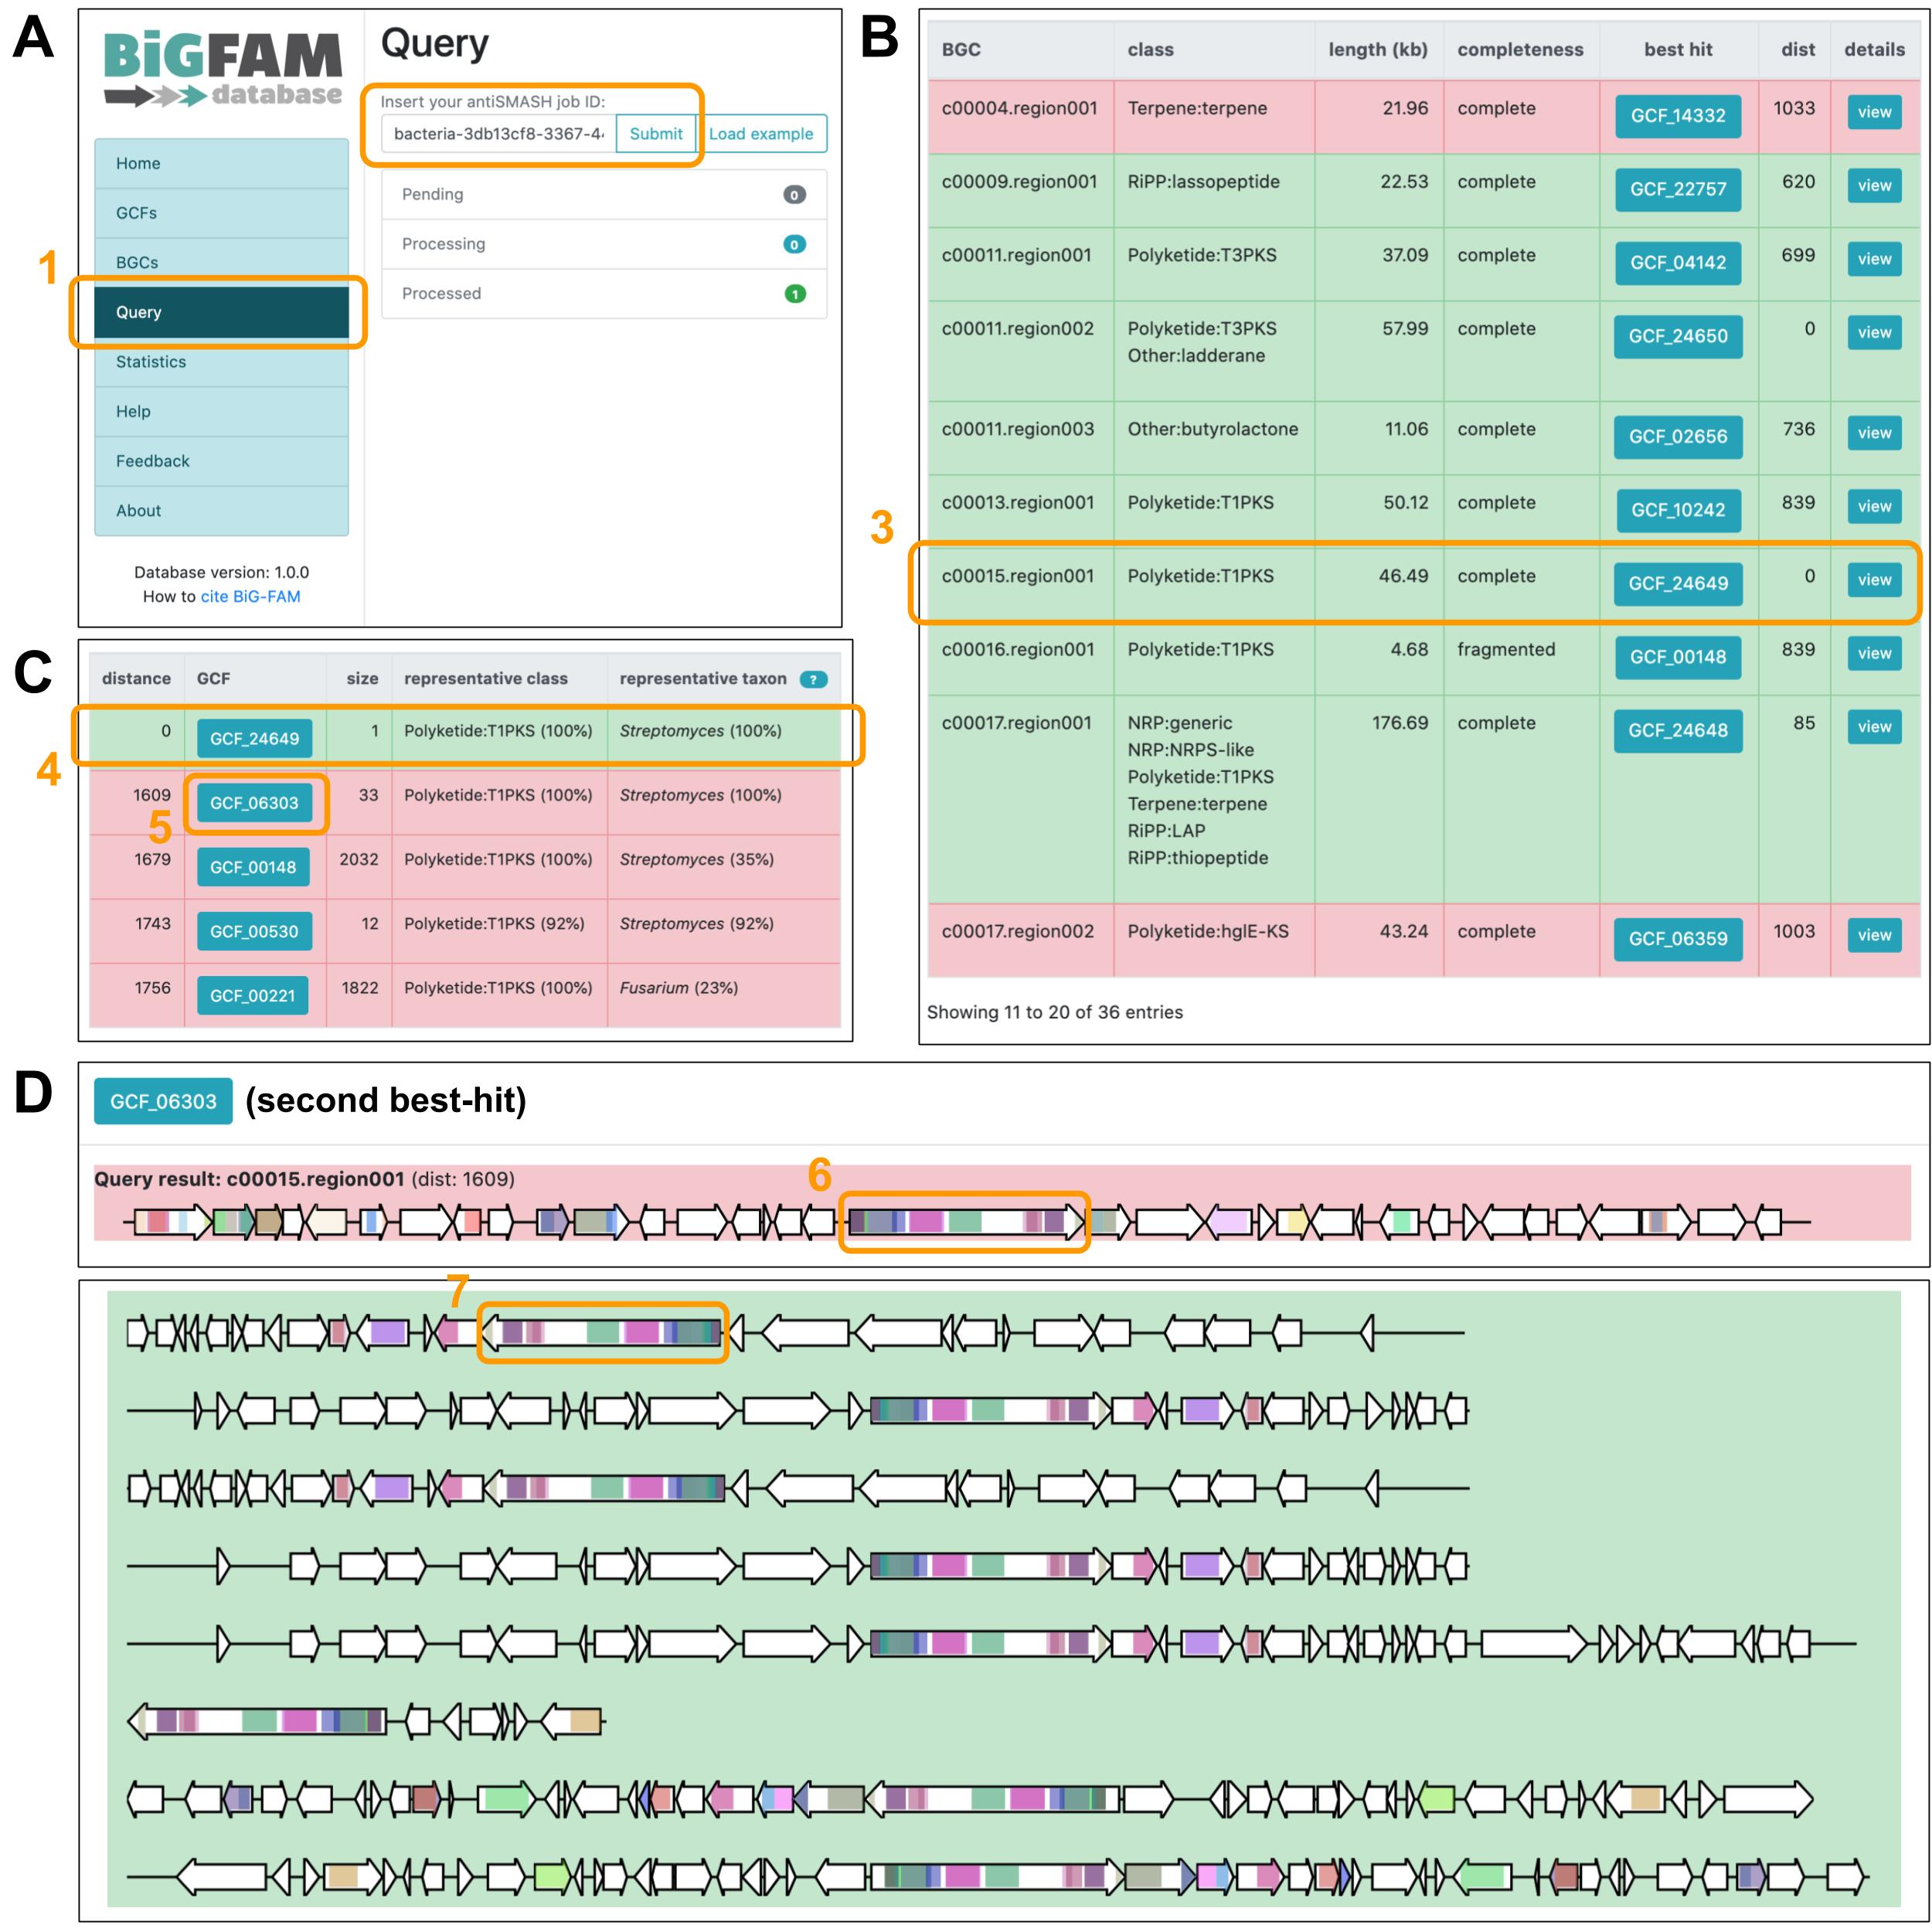 A
BiGFAM
database
Home
GCFs
BGCs
1
Query
Statistics
Help
Feedback
About
Database version: 1.0.0
How to cite BiG-FAM
Query
Insert your antiSMASH job ID:
bacteria-3db13cf8-3367-4 Submit Load example
Pending 0
Processing 0
Processed 1
B
BGC class length (kb) completeness best hit dist details
c00004.region001 Terpene:terpene 21.96 complete GCF_14332 1033 view
c00009.region001 RiPP:lassopeptide 22.53 complete GCF_22757 620 view
c00011.region001 Polyketide:T3PKS 37.09 complete GCF_04142 699 view
c00011.region002 Polyketide:T3PKS 57.99 complete GCF_24650 0 view
Other:ladderane
c00011.region003 Other:butyrolactone 11.06 complete GCF_02656 736 view
c00013.region001 Polyketide:T1PKS 50.12 complete GCF_10242 839 view
3
c00015.region001 Polyketide:T1PKS 46.49 complete GCF_24649 0 view
c00016.region001 Polyketide:T1PKS 4.68 fragmented GCF_00148 839 view
c00017.region001 NRP:generic 176.69 complete GCF_24648 85 view
NRP:NRPS-like
Polyketide:T1PKS
Terpene:terpene
RiPP:LAP
RiPP:thiopeptide
c00017.region002 Polyketide:hglE-KS 43.24 complete GCF_06359 1003 view
Showing 11 to 20 of 36 entries
C
distance GCF size representative class representative taxon ?
0 GCF_24649 1 Polyketide:T1PKS (100%) Streptomyces (100%)
4
1609 GCF_06303 33 Polyketide:T1PKS (100%) Streptomyces (100%)
5
1679 GCF_00148 2032 Polyketide:T1PKS (100%) Streptomyces (35%)
1743 GCF_00530 12 Polyketide:T1PKS (92%) Streptomyces (92%)
1756 GCF_00221 1822 Polyketide:T1PKS (100%) Fusarium (23%)
D
GCF_06303 (second best-hit)
Query result: c00015.region001 (dist: 1609)
6
7